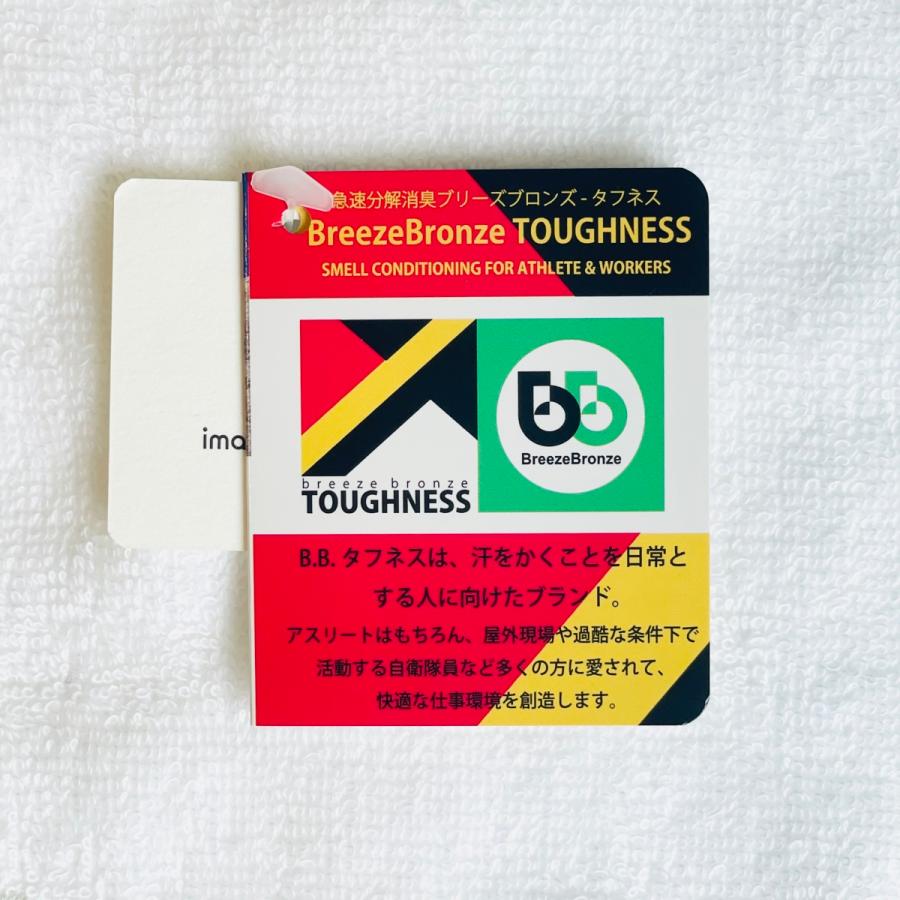 急速分解消臭ブリーズブロンズ-タフネス
BreezeBronze TOUGHNESS
SMELL CONDITIONING FOR ATHLETE & WORKERS
bb
BreezeBronze
breeze bronze
TOUGHNESS
ima
B.B. タフネスは、汗をかくことを日常と
する人に向けたブランド。
アスリートはもちろん、屋外現場や過酷な条件下で
活動する自衛隊員など多くの方に愛されて、
快適な仕事環境を創造します。